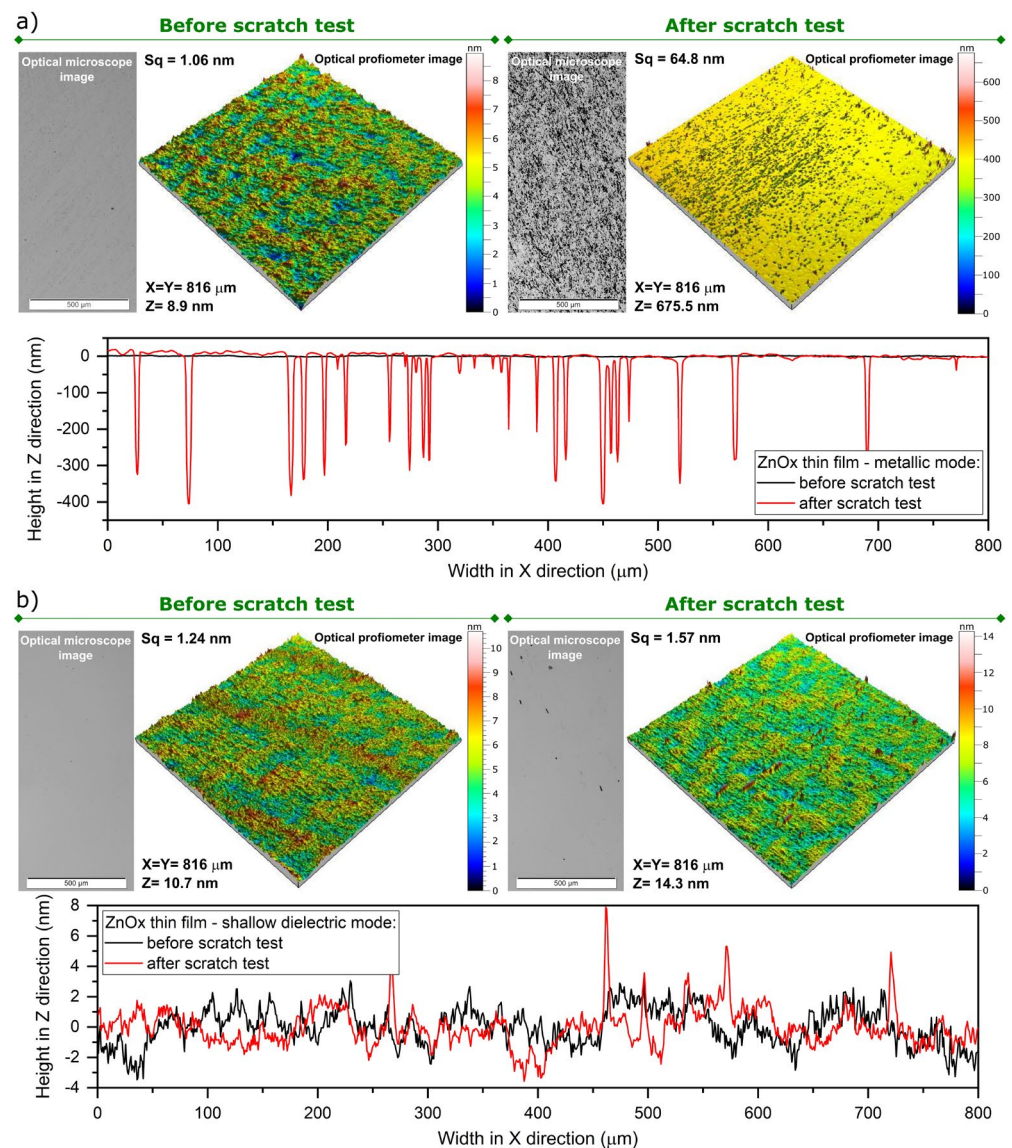 a)
Before scratch test
After scratch test
Optical microscope
image
Sq = 1.06 nm
Optical profiometer image
nm
8
7
6
5
4
3
2
1
0
500 µm
X=Y= 816 µm
Z= 8.9 nm
Optical microscope
image
Sq = 64.8 nm
Optical profiometer image
nm
600
500
400
300
200
100
0
500 µm
X=Y= 816 µm
Z= 675.5 nm
Height in Z direction (nm)
0
-100
-200
-300
-400
ZnOx thin film - metallic mode:
before scratch test
after scratch test
0 100 200 300 400 500 600 700 800
Width in X direction (µm)
b)
Before scratch test
After scratch test
Optical microscope
image
Sq = 1.24 nm
Optical profiometer image
nm
10
9
8
7
6
5
4
3
2
1
0
500 µm
X=Y= 816 µm
Z= 10.7 nm
Optical microscope
image
Sq = 1.57 nm
Optical profiometer image
nm
14
12
10
8
6
4
2
0
500 µm
X=Y= 816 µm
Z= 14.3 nm
Height in Z direction (nm)
8
6
4
2
0
-2
-4
ZnOx thin film - shallow dielectric mode:
before scratch test
after scratch test
0 100 200 300 400 500 600 700 800
Width in X direction (µm)